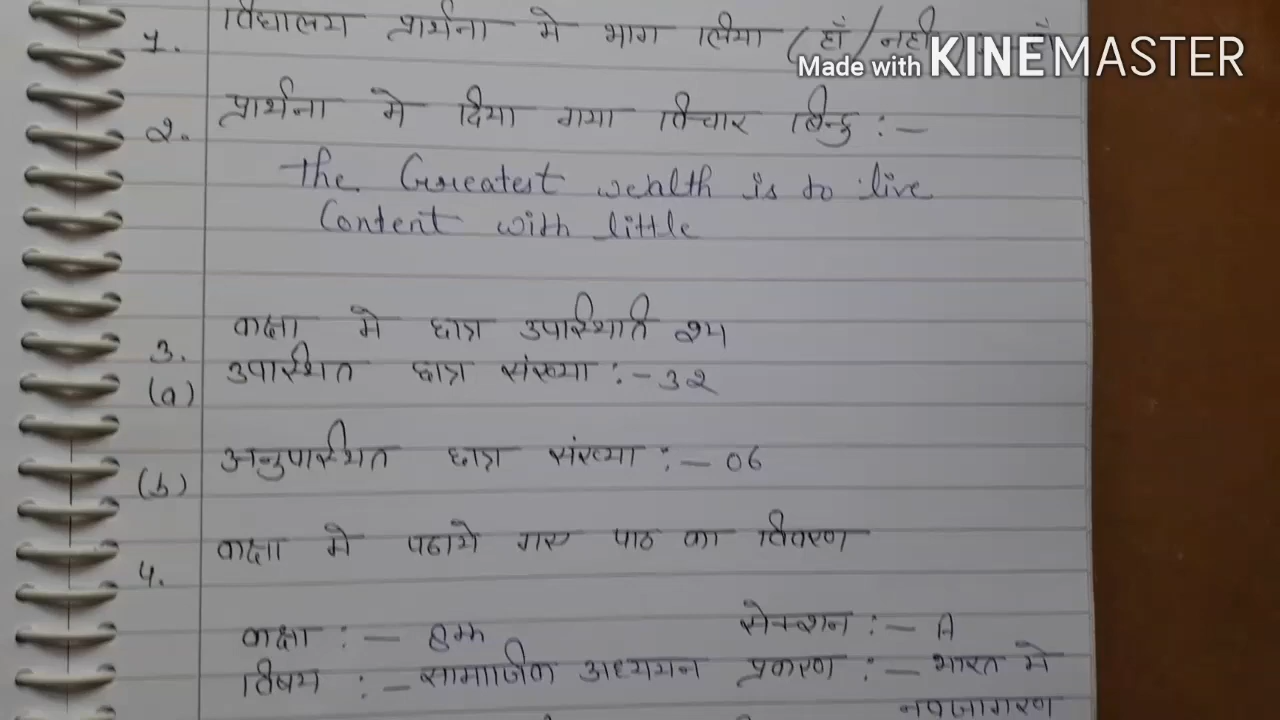 1. विद्यालय प्रार्थना मे भाग लिया ( हाँ / नही
Made with KINEMASTER
2. प्रार्थना मे दिया गया विचार बिन्दु :-
The Greatest wealth is to live
Content with little
3. कक्षा मे छात्र उपस्थिति
(a) उपस्थित छात्र संख्या :- ३२
(b) अनुपस्थित छात्र संख्या :- 06
4. कक्षा मे पढाये गए पाठ का विवरण
कक्षा :- 8th सेक्शन :- A
विषय :- सामाजिक अध्ययन प्रकरण :- भारत मे
नवजागरण